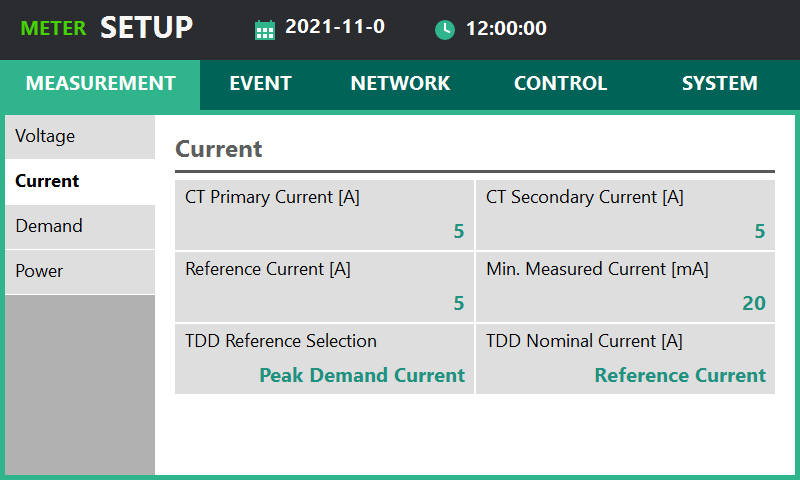 METER SETUP 2021-11-0 12:00:00
MEASUREMENT EVENT NETWORK CONTROL SYSTEM
Voltage
Current
Demand
Power
Current
CT Primary Current [A] CT Secondary Current [A]
5 5
Reference Current [A] Min. Measured Current [mA]
5 20
TDD Reference Selection TDD Nominal Current [A]
Peak Demand Current Reference Current